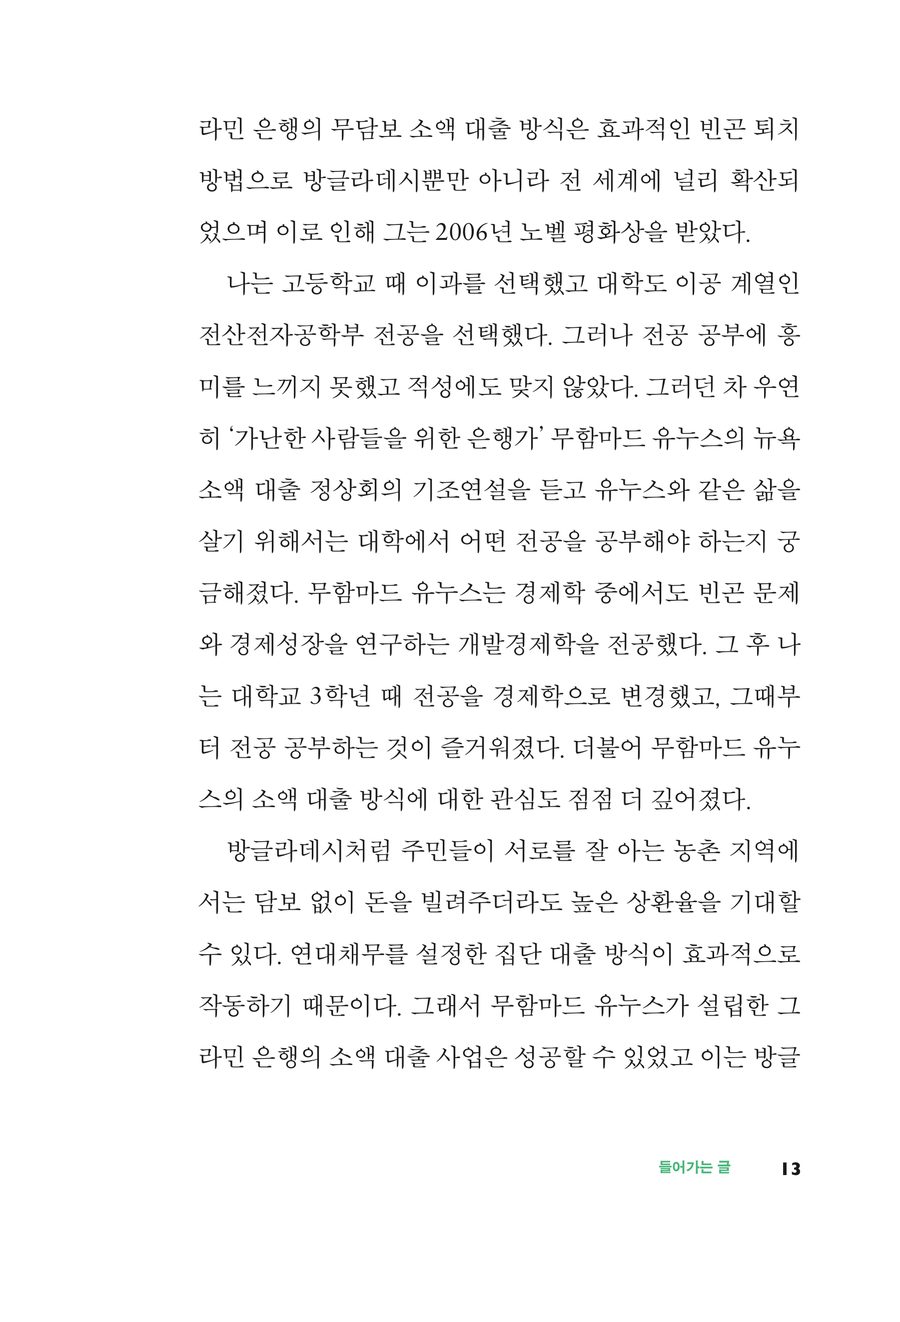 라민 은행의 무담보 소액 대출 방식은 효과적인 빈곤 퇴치
방법으로 방글라데시뿐만 아니라 전 세계에 널리 확산되
었으며 이로 인해 그는 2006년 노벨 평화상을 받았다.
나는 고등학교 때 이과를 선택했고 대학도 이공 계열인
전산전자공학부 전공을 선택했다. 그러나 전공 공부에 흥
미를 느끼지 못했고 적성에도 맞지 않았다. 그러던 차 우연
히 ‘가난한 사람들을 위한 은행가’ 무함마드 유누스의 뉴욕
소액 대출 정상회의 기조연설을 듣고 유누스와 같은 삶을
살기 위해서는 대학에서 어떤 전공을 공부해야 하는지 궁
금해졌다. 무함마드 유누스는 경제학 중에서도 빈곤 문제
와 경제성장을 연구하는 개발경제학을 전공했다. 그 후 나
는 대학교 3학년 때 전공을 경제학으로 변경했고, 그때부
터 전공 공부하는 것이 즐거워졌다. 더불어 무함마드 유누
스의 소액 대출 방식에 대한 관심도 점점 더 깊어졌다.
방글라데시처럼 주민들이 서로를 잘 아는 농촌 지역에
서는 담보 없이 돈을 빌려주더라도 높은 상환율을 기대할
수 있다. 연대채무를 설정한 집단 대출 방식이 효과적으로
작동하기 때문이다. 그래서 무함마드 유누스가 설립한 그
라민 은행의 소액 대출 사업은 성공할 수 있었고 이는 방글
들어가는 글 13